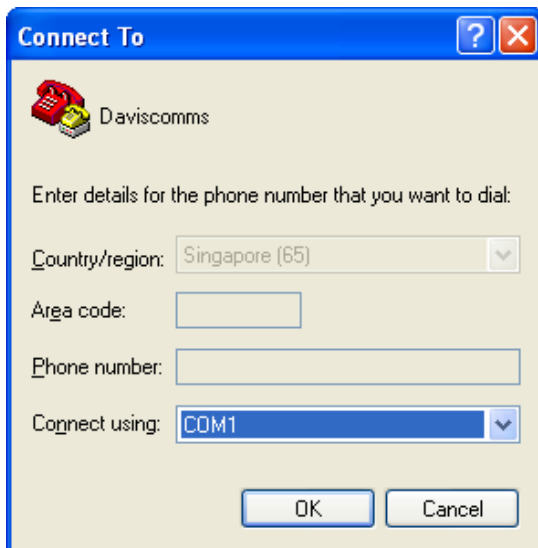 Connect To
Daviscomms
Enter details for the phone number that you want to dial:
Country/region: Singapore (65)
Area code:
Phone number:
Connect using: COM1
OK Cancel